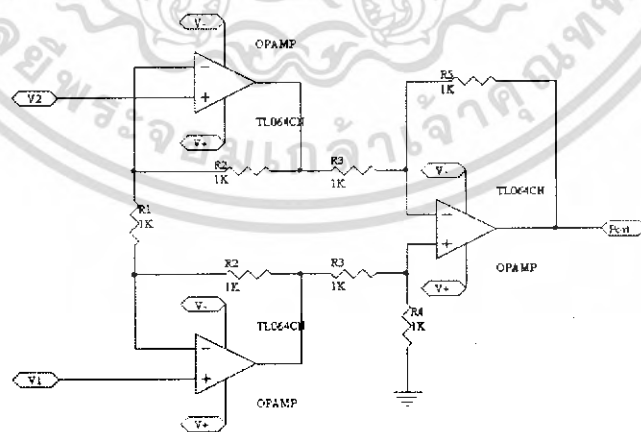 V-
OPAMP
V2
TL064CN
V+
R2
1K
R3
1K
R5
1K
V-
TL064CN
R1
1K
Port
OPAMP
V+
R2
1K
R3
1K
R4
1K
V-
TL064CN
V1
V+
OPAMP